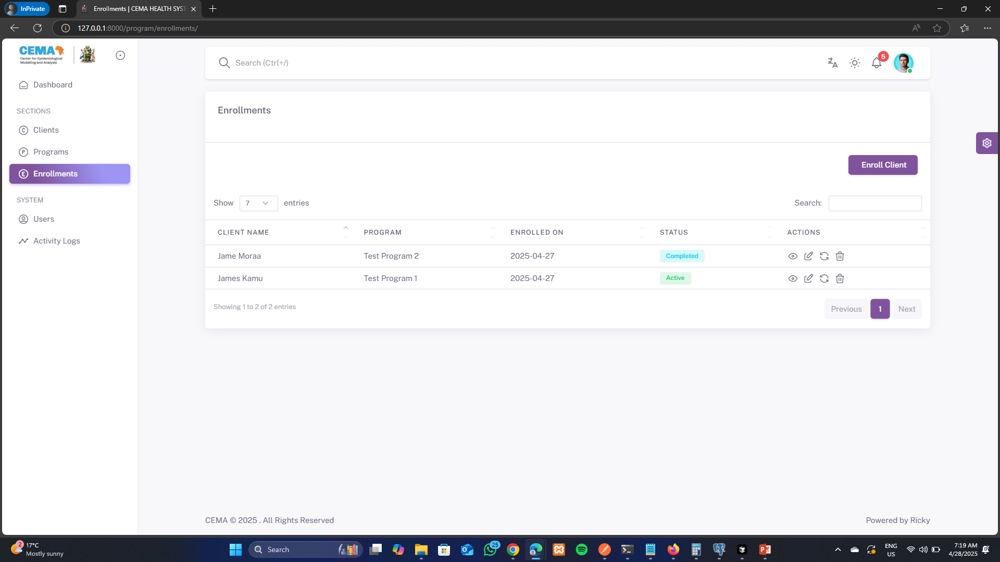 InPrivate
Enrollments | CEMA HEALTH SYST
127.0.0.1:8000/program/enrollments/
CEMA
Center for Epidemiological
Modelling and Analysis
Search (Ctrl+/)
5
Dashboard
SECTIONS
Clients
Programs
Enrollments
SYSTEM
Users
Activity Logs
Enrollments
Enroll Client
Show 7 entries
Search:
CLIENT NAME PROGRAM ENROLLED ON STATUS ACTIONS
Jame Moraa Test Program 2 2025-04-27 Completed
James Kamu Test Program 1 2025-04-27 Active
Showing 1 to 2 of 2 entries
Previous 1 Next
CEMA © 2025 . All Rights Reserved
Powered by Ricky
2
17°C
Mostly sunny
Search
25
ENG
US
7:19 AM
4/28/2025